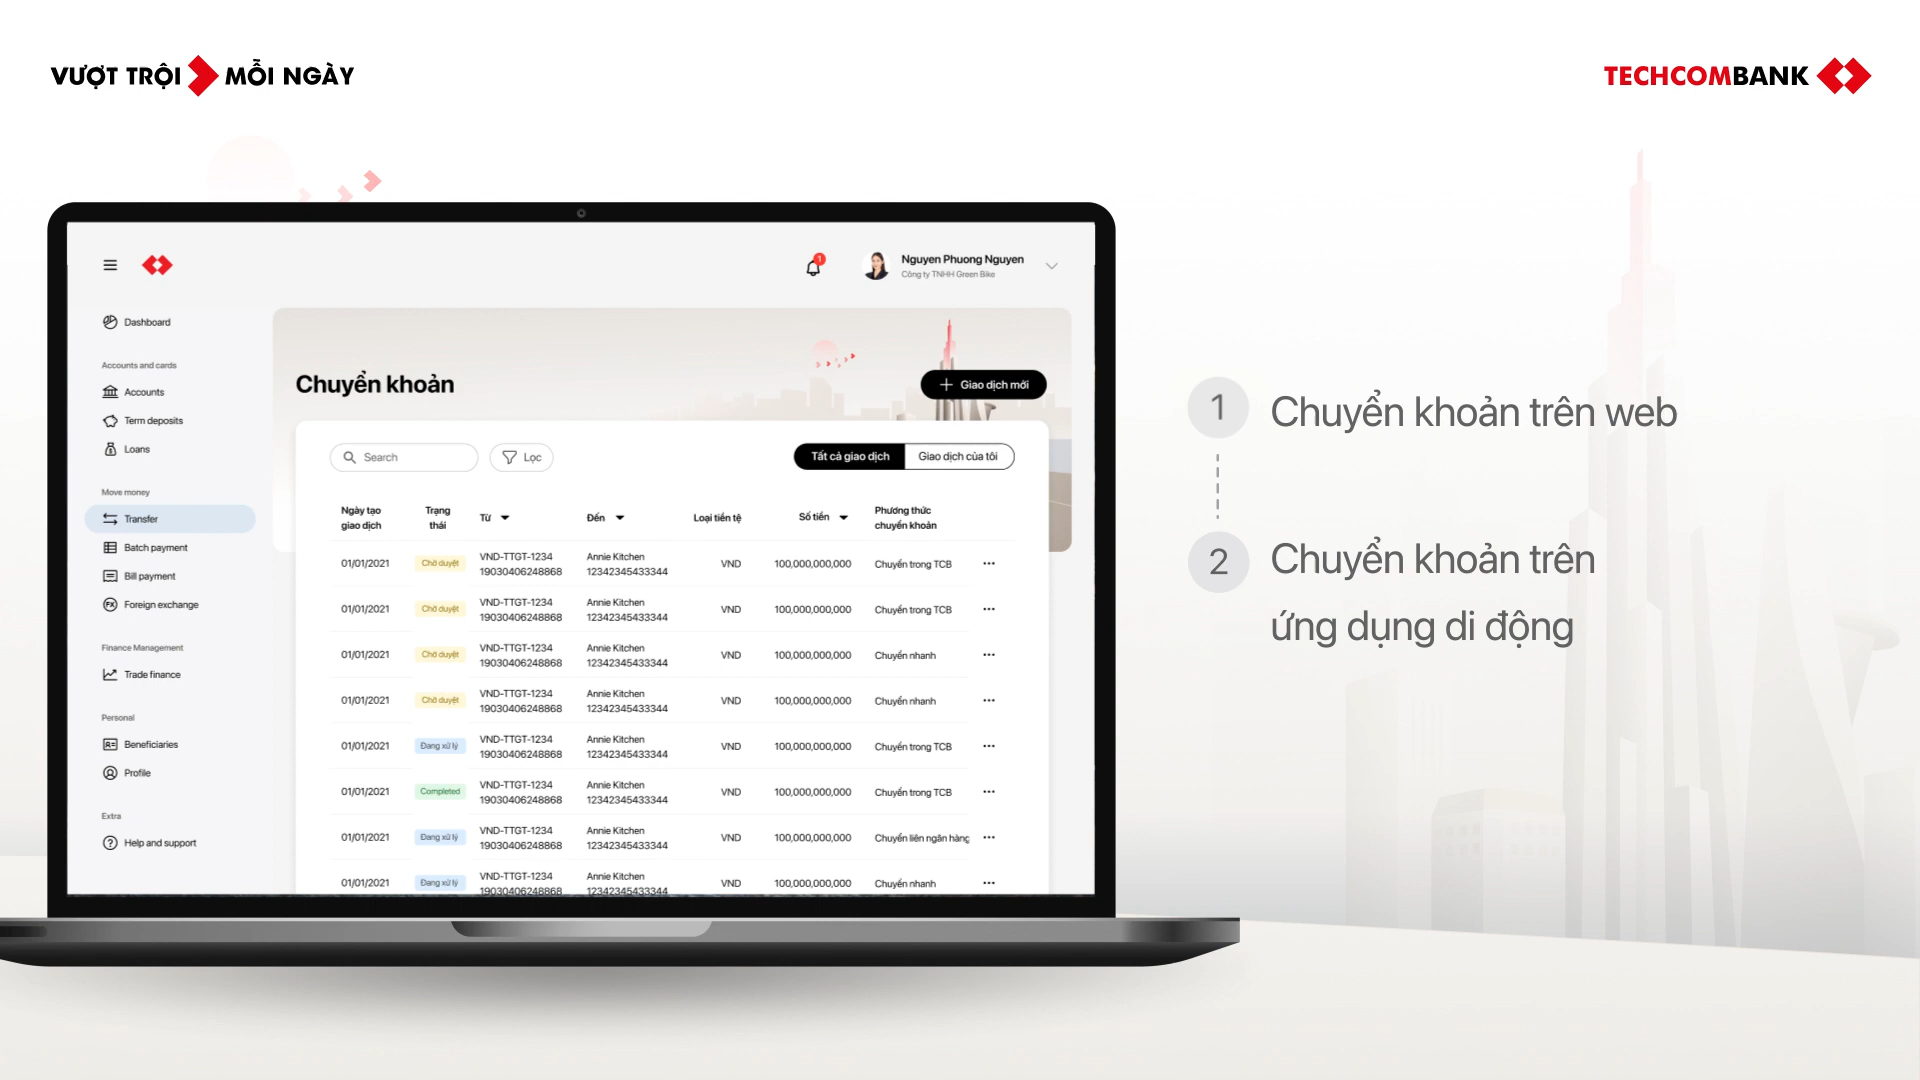 VƯỢT TRỘI MỖI NGÀY
TECHCOMBANK
1
Nguyen Phuong Nguyen
Công ty TNHH Green Bike
Dashboard
Accounts and cards
Accounts
Term deposits
Loans
Move money
Transfer
Batch payment
Bill payment
FX Foreign exchange
Finance Management
Trade finance
Personal
Beneficiaries
Profile
Extra
Help and support
Chuyển khoản
Giao dịch mới
Search
Lọc
Tất cả giao dịch
Giao dịch của tôi
Ngày tạo giao dịch Trạng thái Từ Đến Loại tiền tệ Số tiền Phương thức chuyển khoản
01/01/2021 Chờ duyệt VND-TTGT-1234 Annie Kitchen VND 100,000,000,000 Chuyển trong TCB
19030406248868 12342345433344
01/01/2021 Chờ duyệt VND-TTGT-1234 Annie Kitchen VND 100,000,000,000 Chuyển trong TCB
19030406248868 12342345433344
01/01/2021 Chờ duyệt VND-TTGT-1234 Annie Kitchen VND 100,000,000,000 Chuyển nhanh
19030406248868 12342345433344
01/01/2021 Chờ duyệt VND-TTGT-1234 Annie Kitchen VND 100,000,000,000 Chuyển nhanh
19030406248868 12342345433344
01/01/2021 Đang xử lý VND-TTGT-1234 Annie Kitchen VND 100,000,000,000 Chuyển trong TCB
19030406248868 12342345433344
01/01/2021 Completed VND-TTGT-1234 Annie Kitchen VND 100,000,000,000 Chuyển trong TCB
19030406248868 12342345433344
01/01/2021 Đang xử lý VND-TTGT-1234 Annie Kitchen VND 100,000,000,000 Chuyển liên ngân hàng
19030406248868 12342345433344
01/01/2021 Đang xử lý VND-TTGT-1234 Annie Kitchen VND 100,000,000,000 Chuyển nhanh
19030406248868 12342345433344
1 Chuyển khoản trên web
2 Chuyển khoản trên
ứng dụng di động